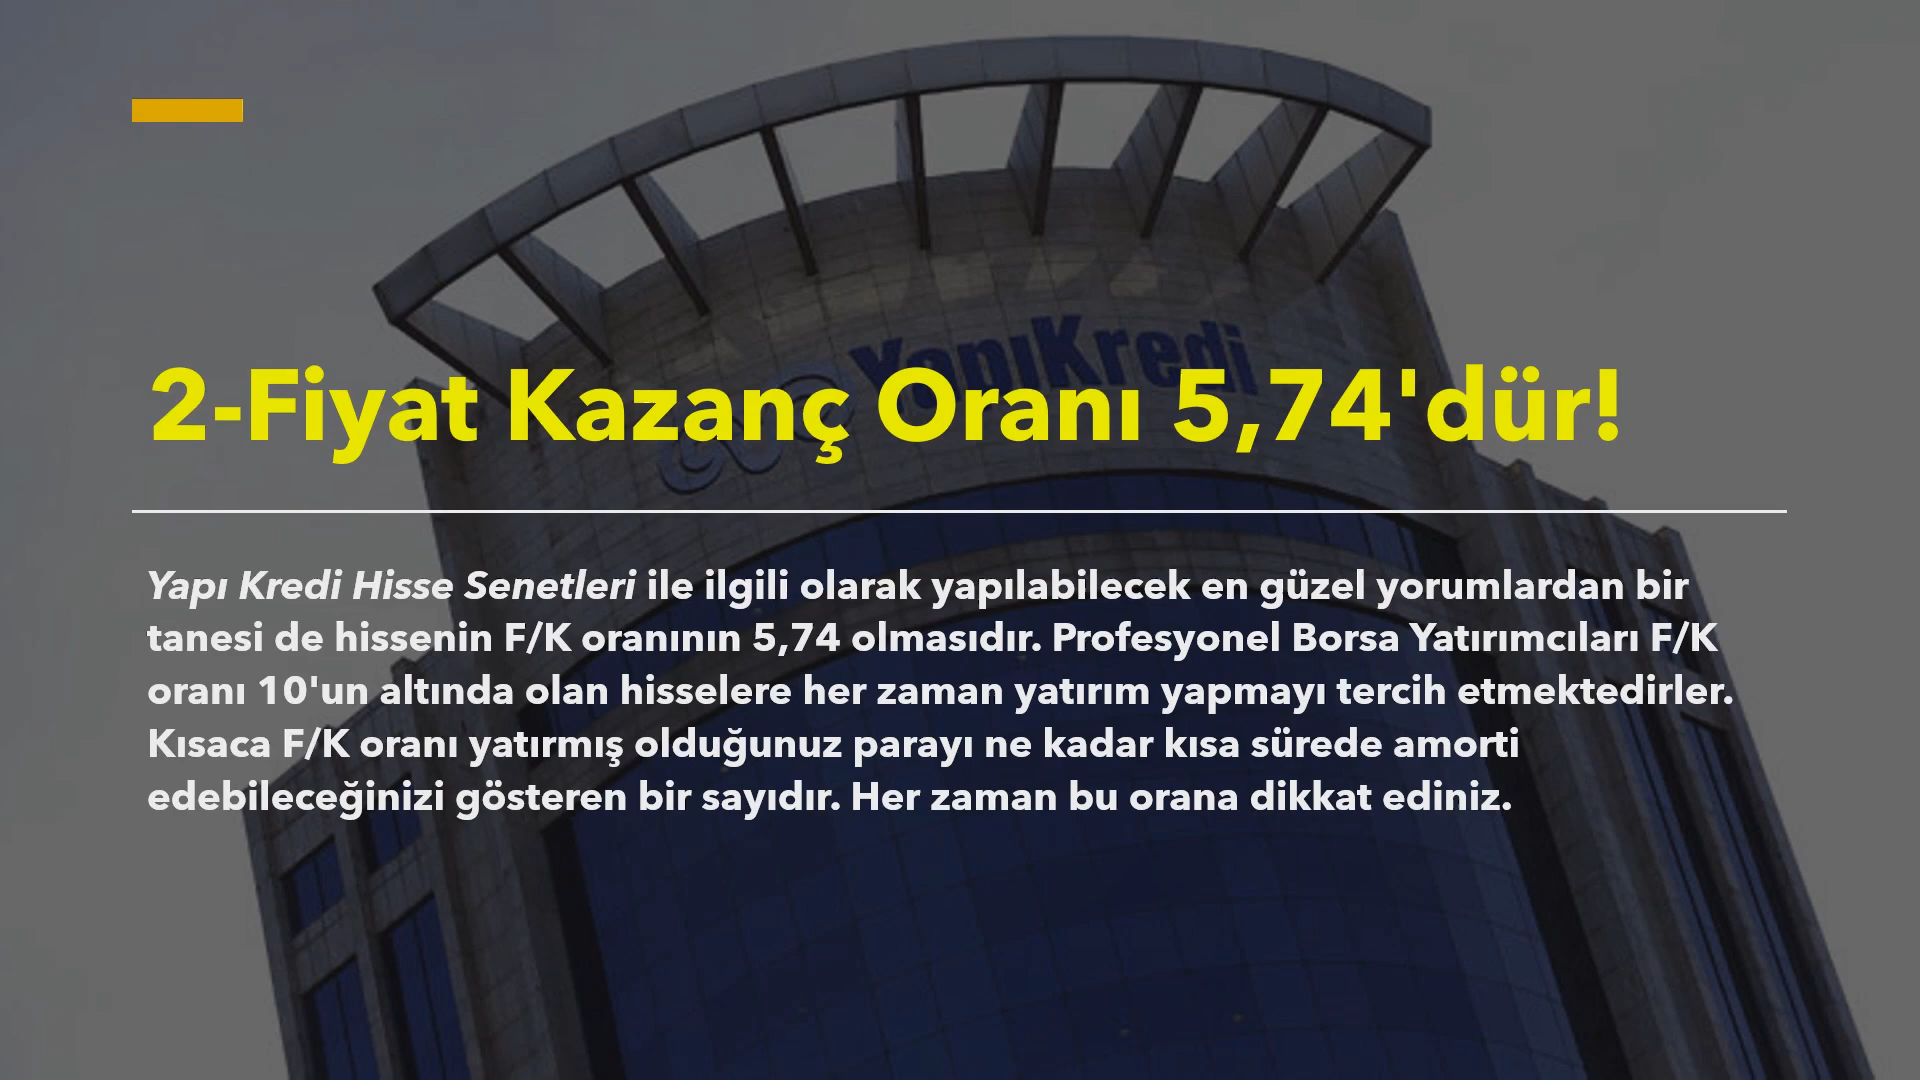 YapıKredi
2-Fiyat Kazanç Oranı 5,74'dür!
Yapı Kredi Hisse Senetleri ile ilgili olarak yapılabilecek en güzel yorumlardan bir
tanesi de hissenin F/K oranının 5,74 olmasıdır. Profesyonel Borsa Yatırımcıları F/K
oranı 10'un altında olan hisselere her zaman yatırım yapmayı tercih etmektedirler.
Kısaca F/K oranı yatırmış olduğunuz parayı ne kadar kısa sürede amorti
edebileceğinizi gösteren bir sayıdır. Her zaman bu orana dikkat ediniz.